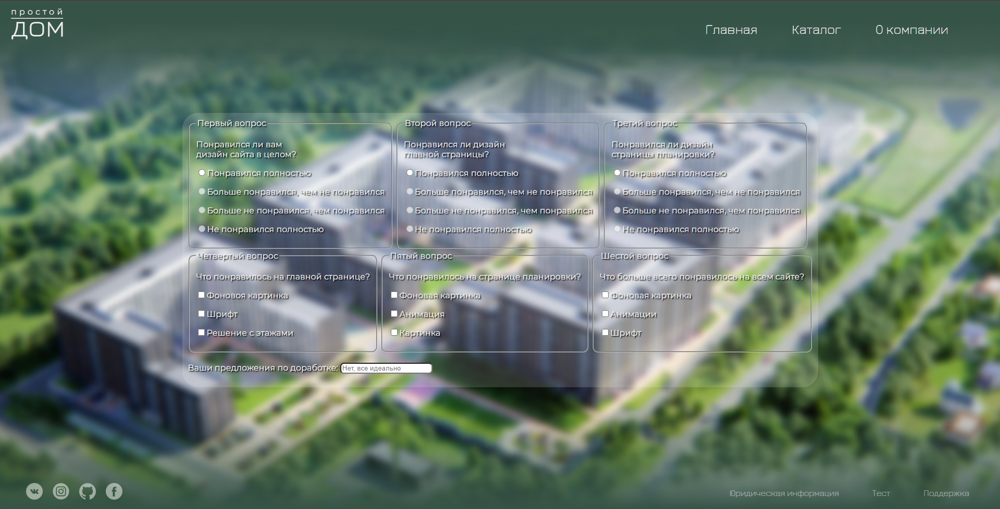 простой
ДОМ
Главная
Каталог
О компании
Первый вопрос
Понравился ли вам
дизайн сайта в целом?
Понравился полностью
Больше понравился, чем не понравился
Больше не понравился, чем понравился
Не понравился полностью
Второй вопрос
Понравился ли дизайн
главной страницы?
Понравился полностью
Больше понравился, чем не понравился
Больше не понравился, чем понравился
Не понравился полностью
Третий вопрос
Понравился ли дизайн
страницы планировки?
Понравился полностью
Больше понравился, чем не понравился
Больше не понравился, чем понравился
Не понравился полностью
Четвертый вопрос
Что понравилось на главной странице?
Фоновоя картинка
Шрифт
Решение с этажами
Пятый вопрос
Что понравилось на странице планировки?
Фоновая картинка
Анимация
Картинка
Шестой вопрос
Что больше всего понравилось на всем сайте?
Фоновая картинка
Анимации
Шрифт
Ваши предложения по доработке: Нет, все идеально
Юридическая информация
Тест
Поддержка